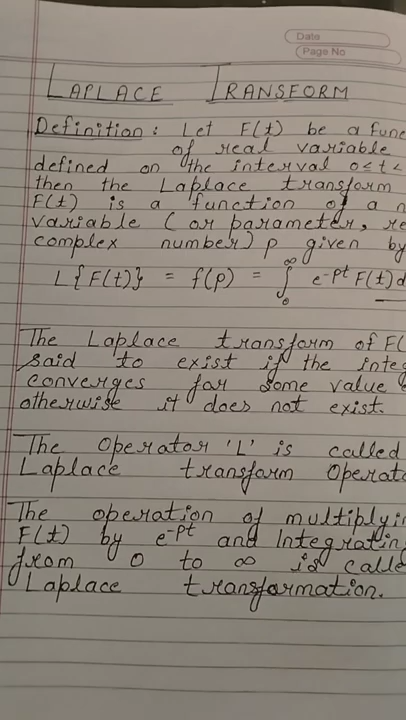 Date
Page No
LAPLACE TRANSFORM
Definition : Let F(t) be a func
of real variable
defined on the interval 0≤t<
then the Laplace transform
F(t) is a function of a n
variable (or parameter, re
complex number) p given by
L{F(t)} = f(p) = ∫₀^∞ e^-pt F(t) d
The Laplace transform of F(
said to exist if the integ
converges for some value
otherwise it does not exist.
The Operator 'L' is called
Laplace transform Operato
The operation of multiplyi
F(t) by e^-pt and Integratin
from 0 to ∞ is calle
Laplace transformation.